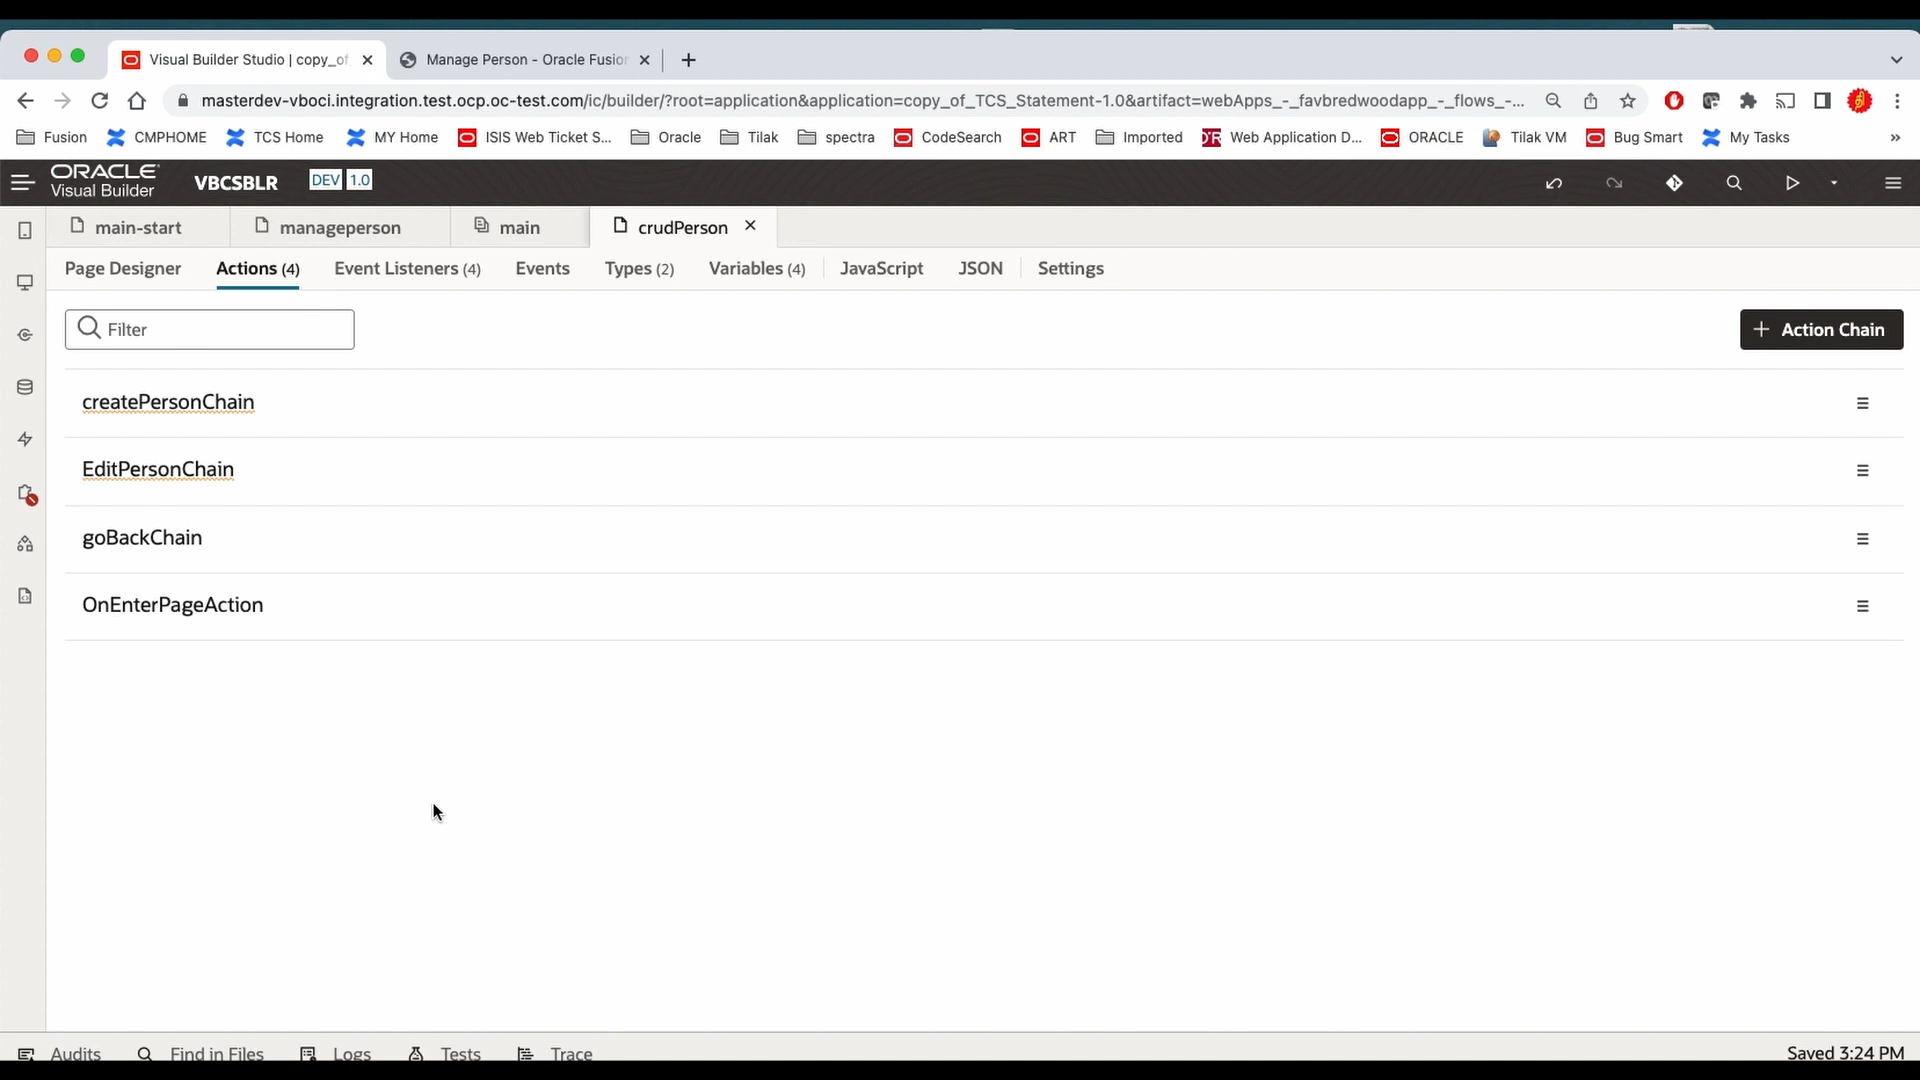 Visual Builder Studio | copy_of
Manage Person - Oracle Fusion
masterdev-vboci.integration.test.ocp.oc-test.com/ic/builder/?root=application&application=copy_of_TCS_Statement-1.0&artifact=webApps_-_favbredwoodapp_-_flows_-...
Fusion CMPHOME TCS Home MY Home ISIS Web Ticket S... Oracle Tilak spectra CodeSearch ART Imported Web Application D... ORACLE Tilak VM Bug Smart My Tasks »
ORACLE
Visual Builder
VBCSBLR DEV 1.0
main-start manageperson main crudPerson
Page Designer Actions (4) Event Listeners (4) Events Types (2) Variables (4) JavaScript JSON Settings
Filter
+ Action Chain
createPersonChain
EditPersonChain
goBackChain
OnEnterPageAction
Audits Find in Files Logs Tests Trace Saved 3:24 PM